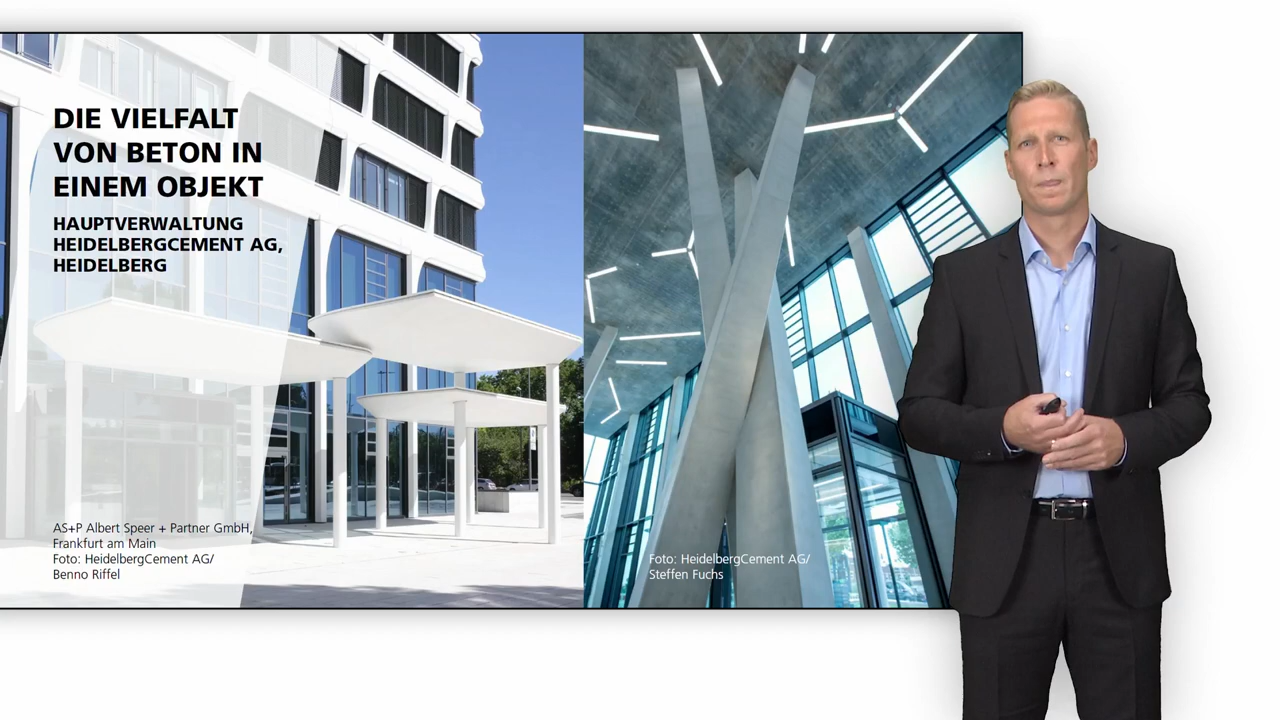 DIE VIELFALT
VON BETON IN
EINEM OBJEKT
HAUPTVERWALTUNG
HEIDELBERGCEMENT AG,
HEIDELBERG
AS+P Albert Speer + Partner GmbH,
Frankfurt am Main
Foto: HeidelbergCement AG/
Benno Riffel
Foto: HeidelbergCement AG/
Steffen Fuchs